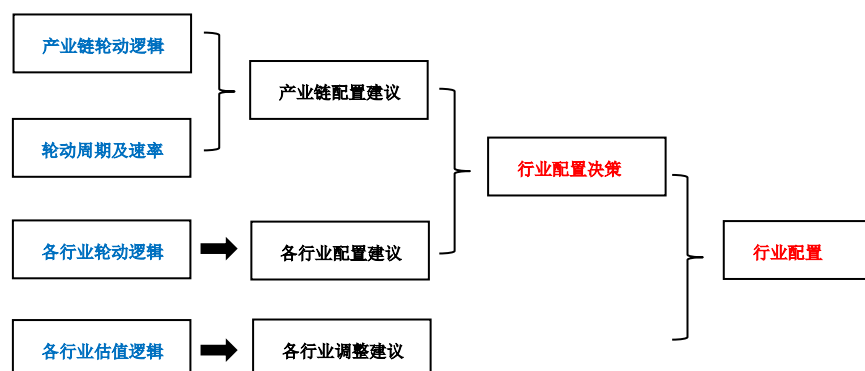 产业链轮动逻辑
轮动周期及速率
产业链配置建议
各行业轮动逻辑
各行业配置建议
行业配置决策
各行业估值逻辑
各行业调整建议
行业配置